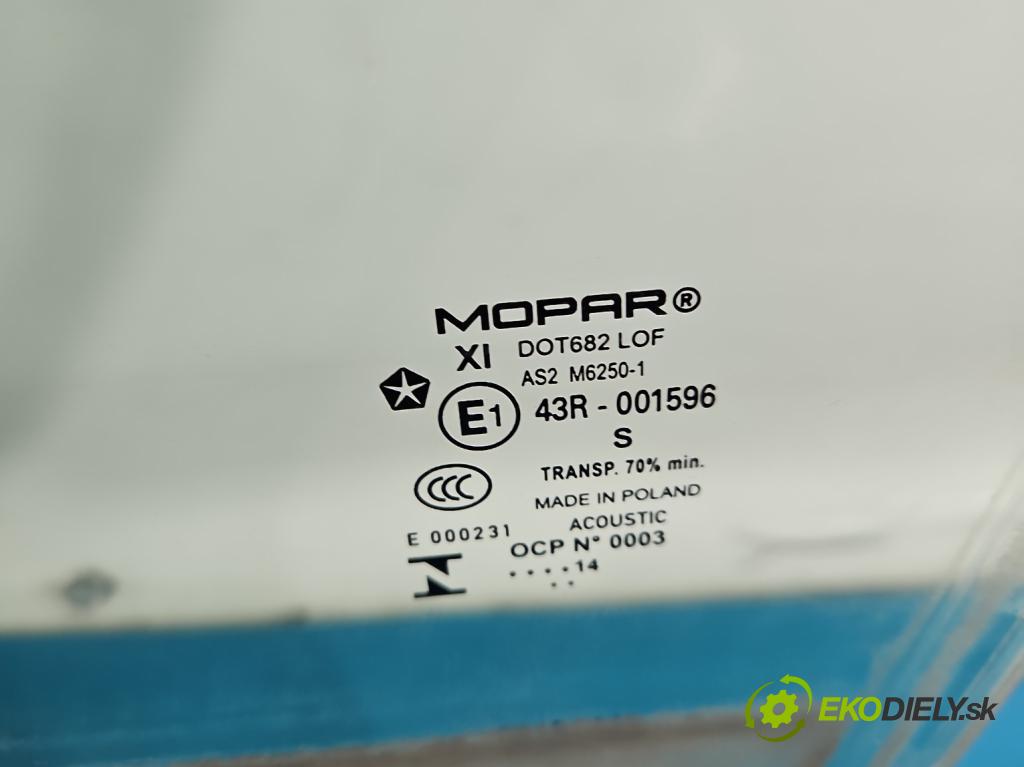 MOPAR®
XI DOT682 LOF
AS2 M6250-1
E1 43R - 001596
S
CCC TRANSP. 70% min.
MADE IN POLAND
ACOUSTIC
E 000231 OCP N° 0003
....14
..
EKODIELY.sk